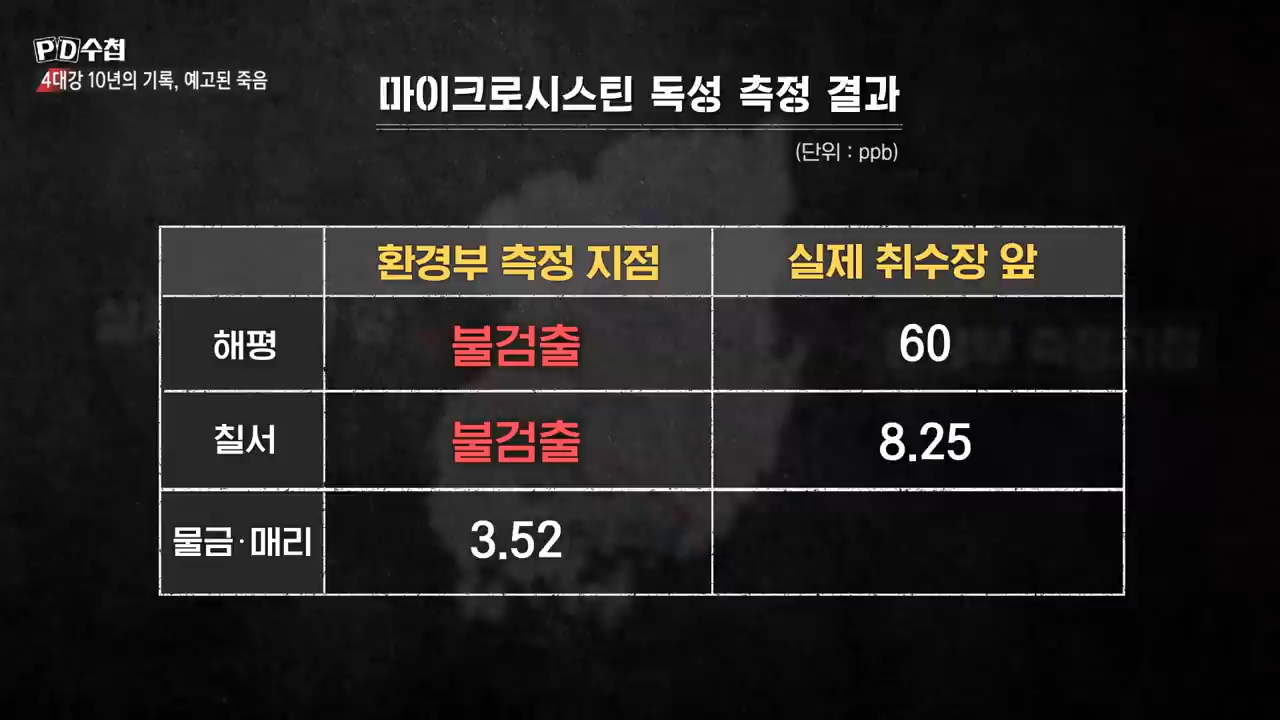 PD수첩
4대강 10년의 기록, 예고된 죽음
마이크로시스틴 독성 측정 결과
(단위 : ppb)
환경부 측정 지점 실제 취수장 앞
해평 불검출 60
칠서 불검출 8.25
물금·매리 3.52